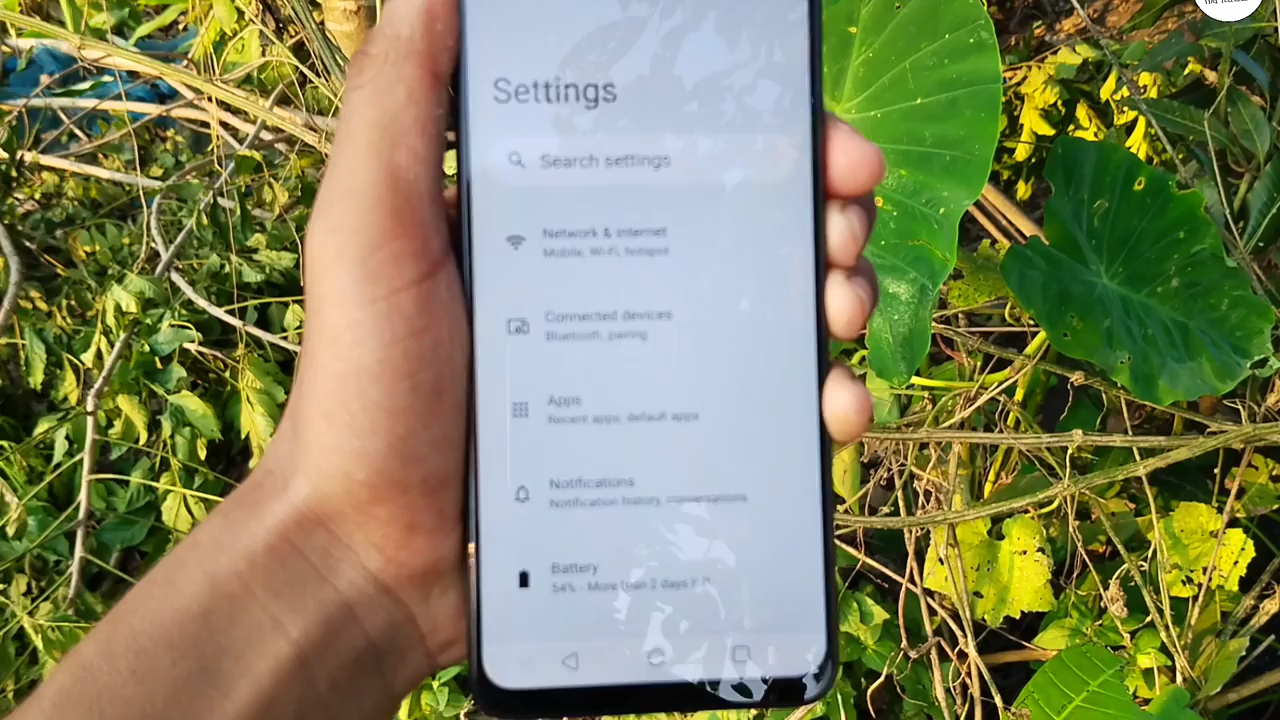 Settings
Search settings
Network & internet
Mobile, Wi-Fi, hotspot
Connected devices
Bluetooth, pairing
Apps
Recent apps, default apps
Notifications
Notification history, conversations
Battery
54% - More than 2 days